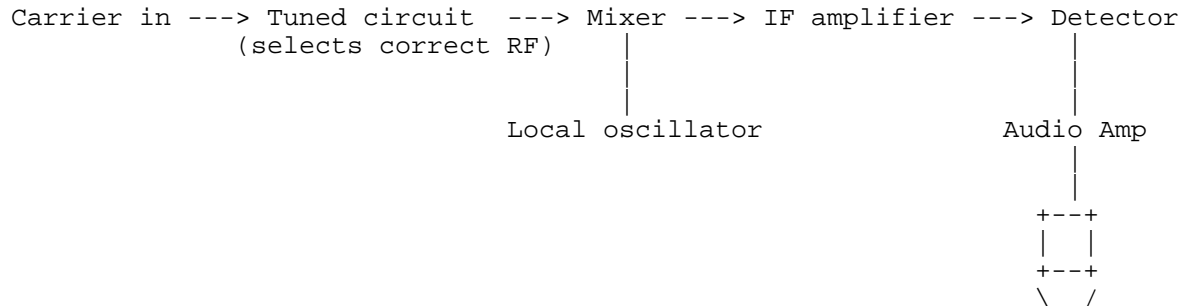 Carrier in ---> Tuned circuit ---> Mixer ---> IF amplifier ---> Detector
(selects correct RF)
Local oscillator Audio Amp